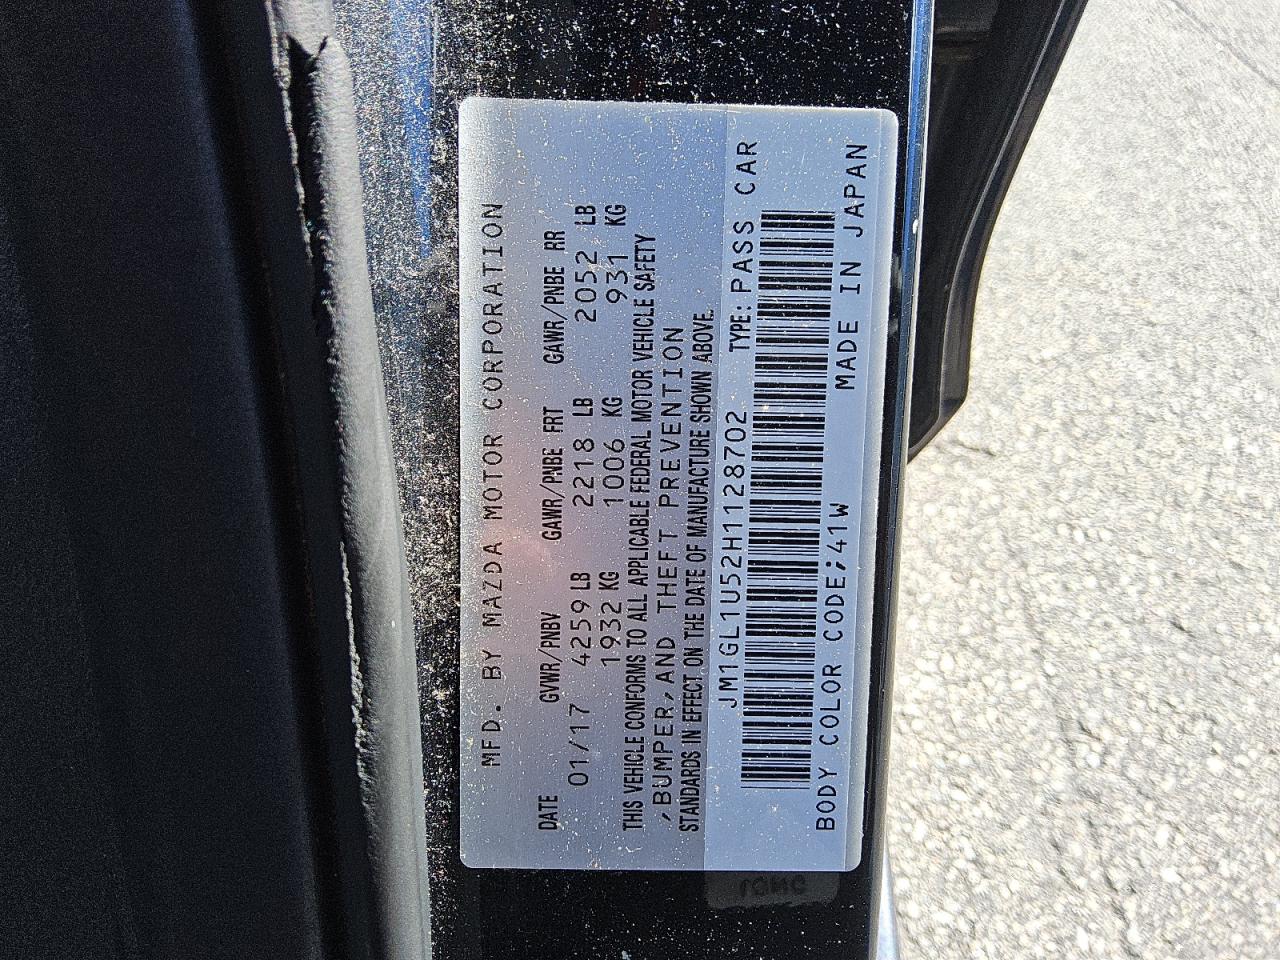 MFD. BY MAZDA MOTOR CORPORATION
DATE GVWR/PNBV GAWR/PNBE FRT GAWR/PNBE RR
01/17 4259 LB 2218 LB 2052 LB
1932 KG 1006 KG 931 KG
THIS VEHICLE CONFORMS TO ALL APPLICABLE FEDERAL MOTOR VEHICLE SAFETY
,BUMPER,AND THEFT PREVENTION
STANDARDS IN EFFECT ON THE DATE OF MANUFACTURE SHOWN ABOVE.
JM1GL1U52H1128702 TYPE: PASS CAR
BODY COLOR CODE;41W MADE IN JAPAN